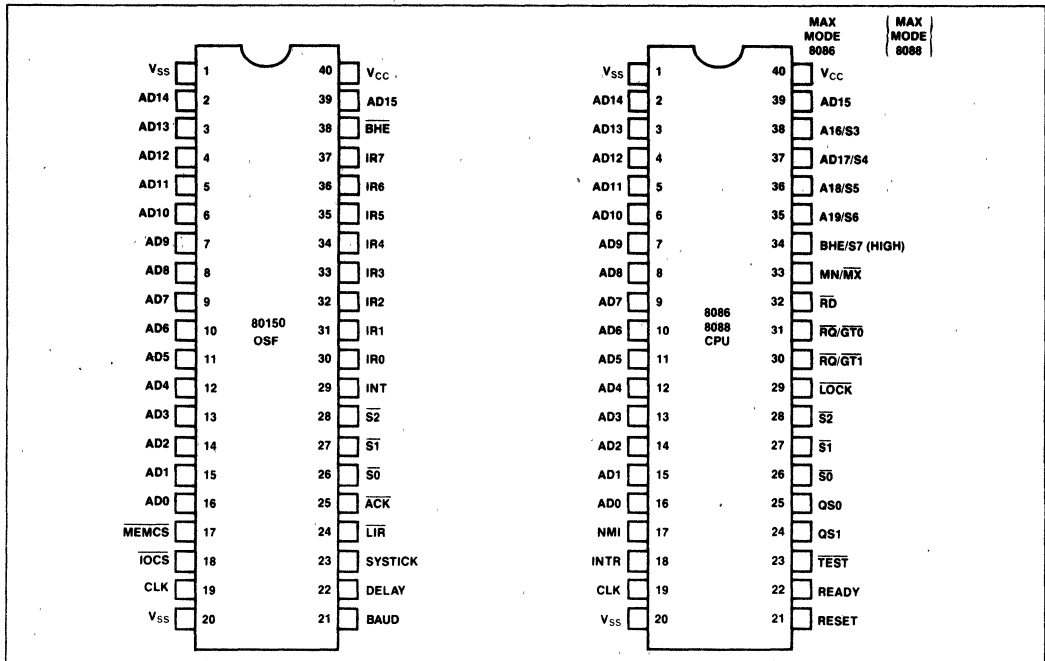 MAX
MODE
8086
MAX
MODE
8088
VSS 1 40 VCC
AD14 2 39 AD15
AD13 3 38 BHE
AD12 4 37 IR7
AD11 5 36 IR6
AD10 6 35 IR5
AD9 7 34 IR4
AD8 8 33 IR3
AD7 9 32 IR2
AD6 10 31 IR1
AD5 11 30 IR0
AD4 12 29 INT
AD3 13 28 S2
AD2 14 27 S1
AD1 15 26 S0
AD0 16 25 ACK
MEMCS 17 24 LIR
IOCS 18 23 SYSTICK
CLK 19 22 DELAY
VSS 20 21 BAUD
80150
OSF
VSS 1 40 VCC
AD14 2 39 AD15
AD13 3 38 A16/S3
AD12 4 37 AD17/S4
AD11 5 36 A18/S5
AD10 6 35 A19/S6
AD9 7 34 BHE/S7 (HIGH)
AD8 8 33 MN/MX
AD7 9 32 RD
AD6 10 31 RQ/GT0
AD5 11 30 RQ/GT1
AD4 12 29 LOCK
AD3 13 28 S2
AD2 14 27 S1
AD1 15 26 S0
AD0 16 25 QS0
NMI 17 24 QS1
INTR 18 23 TEST
CLK 19 22 READY
VSS 20 21 RESET
8086
8088
CPU